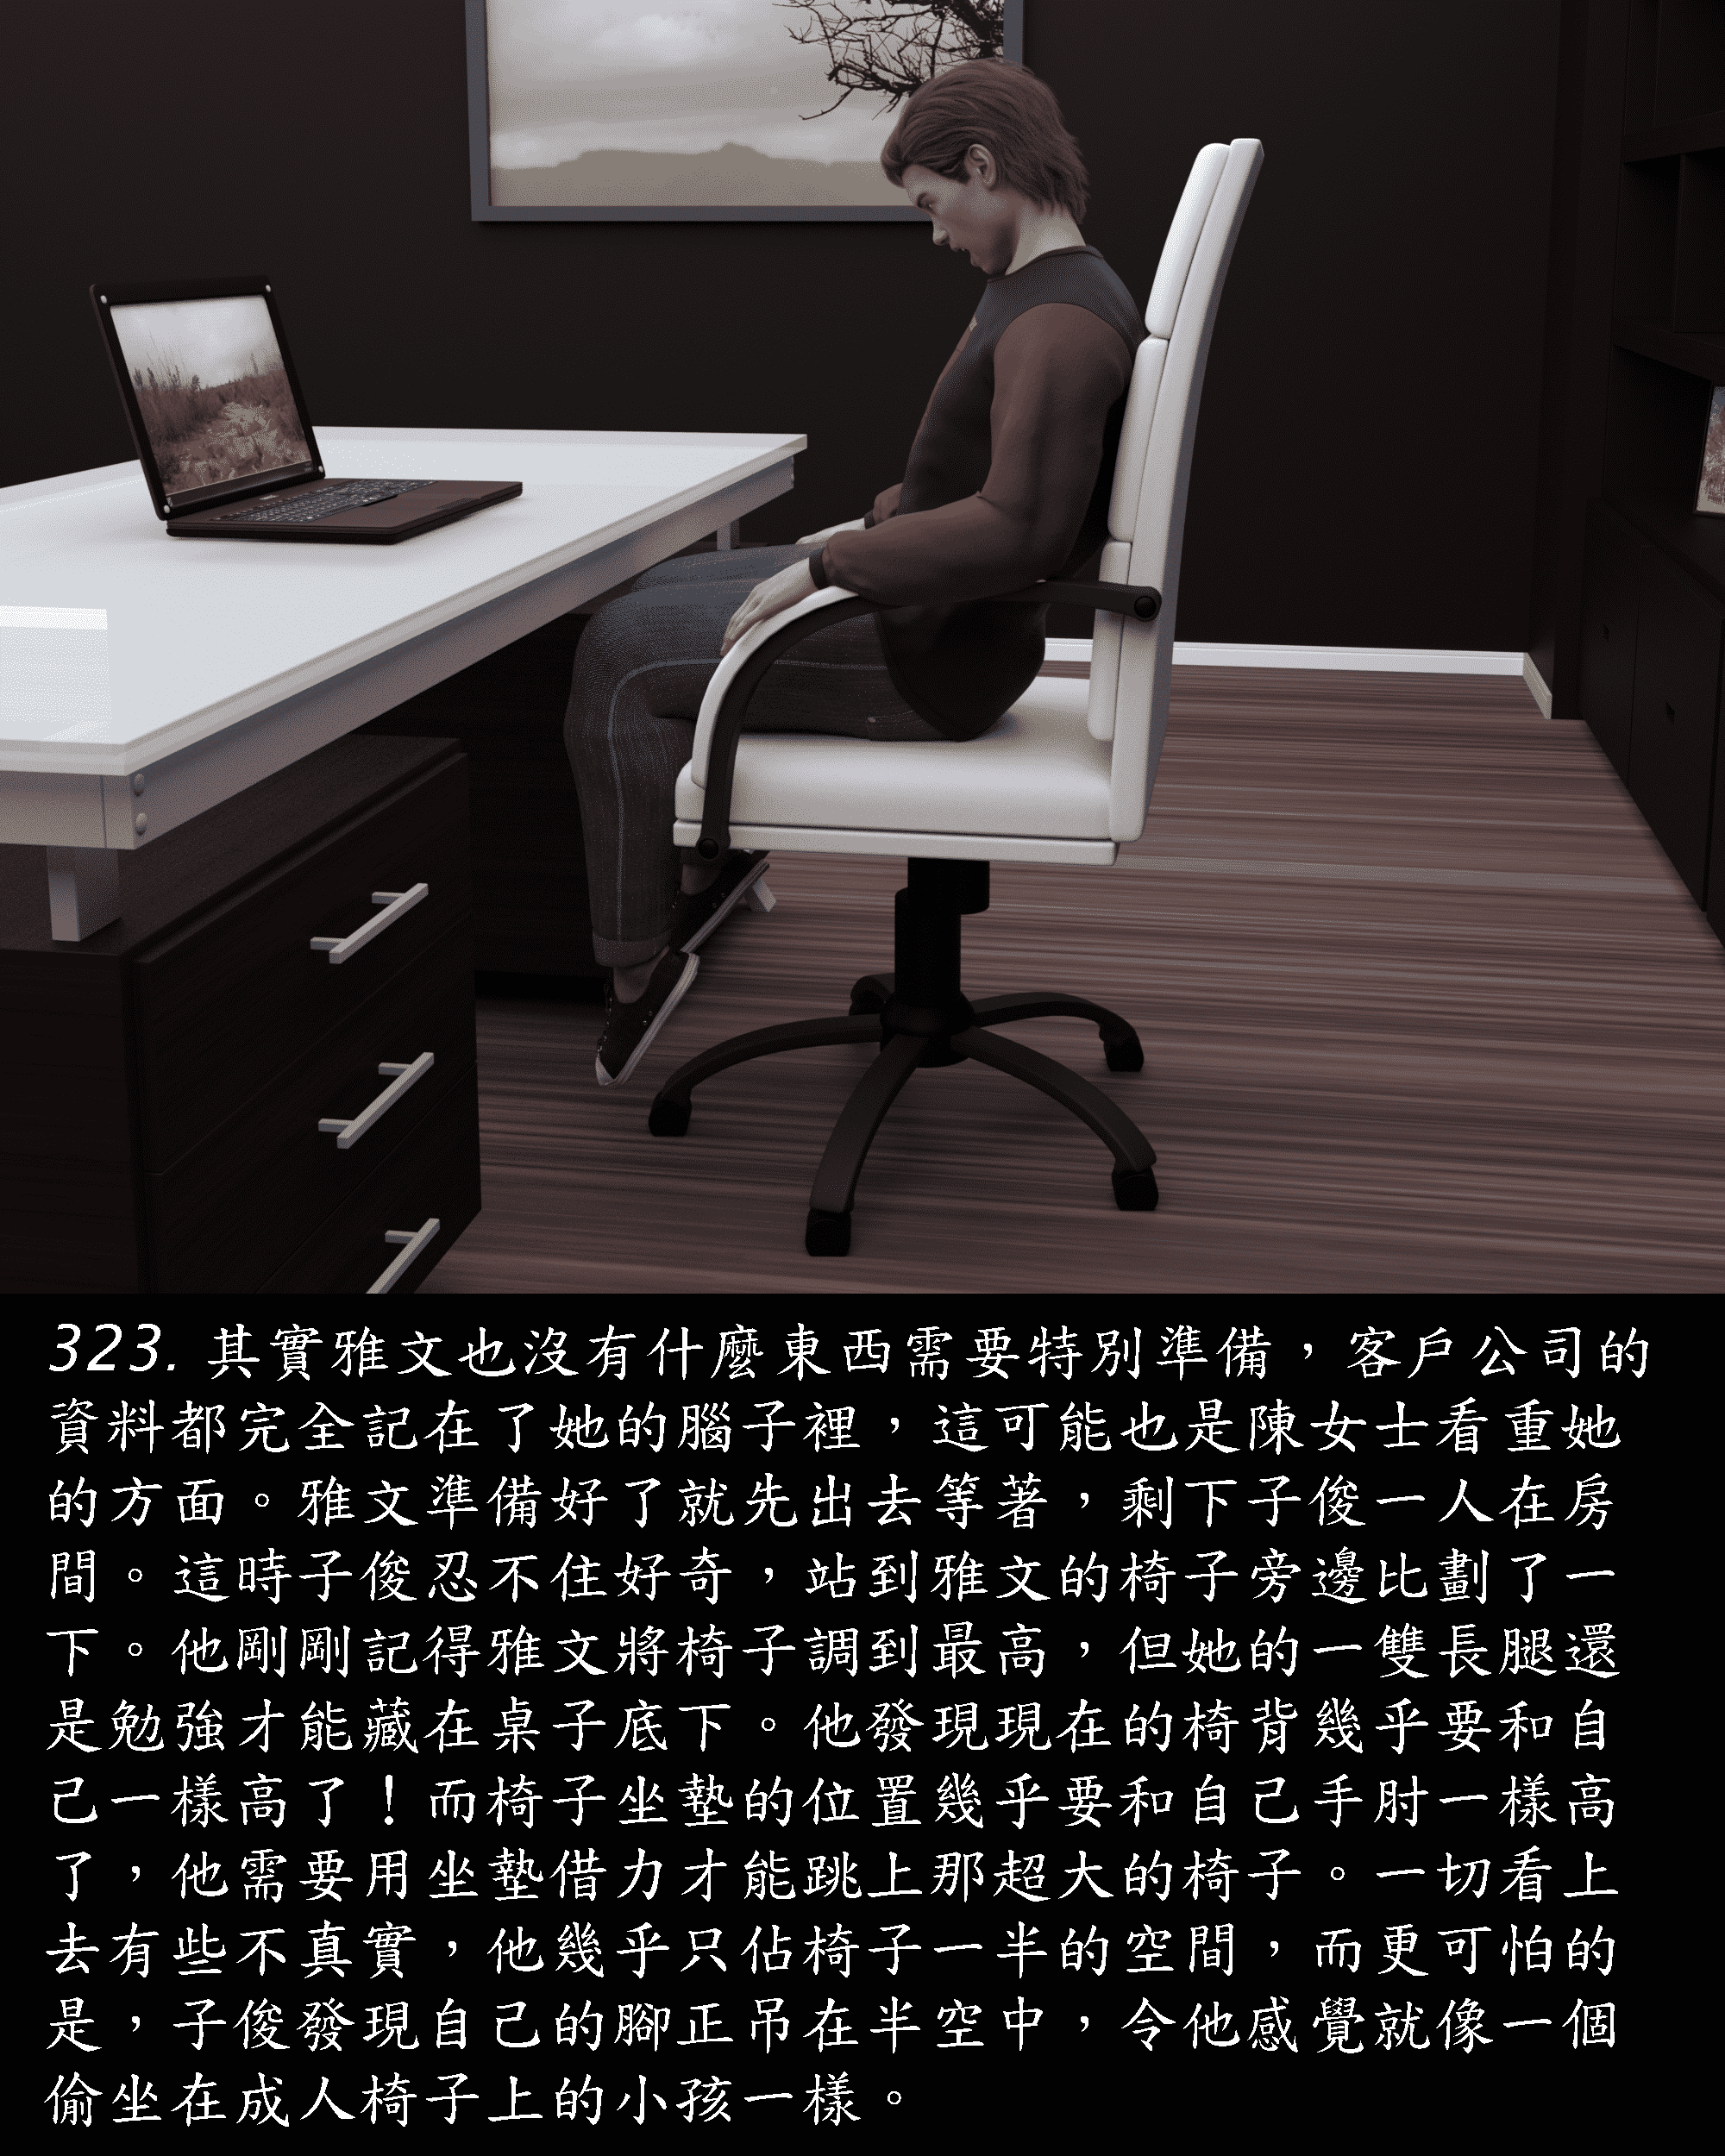 323. 其實雅文也沒有什麼東西需要特別準備，客戶公司的
資料都完全記在了她的腦子裡，這可能也是陳女士看重她
的方面。雅文準備好了就先出去等著，剩下子俊一人在房
間。這時子俊忍不住好奇，站到雅文的椅子旁邊比劃了一
下。他剛剛記得雅文將椅子調到最高，但她的一雙長腿還
是勉強才能藏在桌子底下。他發現現在的椅背幾乎要和自
己一樣高了！而椅子坐墊的位置幾乎要和自己手肘一樣高
了，他需要用坐墊借力才能跳上那超大的椅子。一切看上
去有些不真實，他幾乎只佔椅子一半的空間，而更可怕的
是，子俊發現自己的腳正吊在半空中，令他感覺就像一個
偷坐在成人椅子上的小孩一樣。